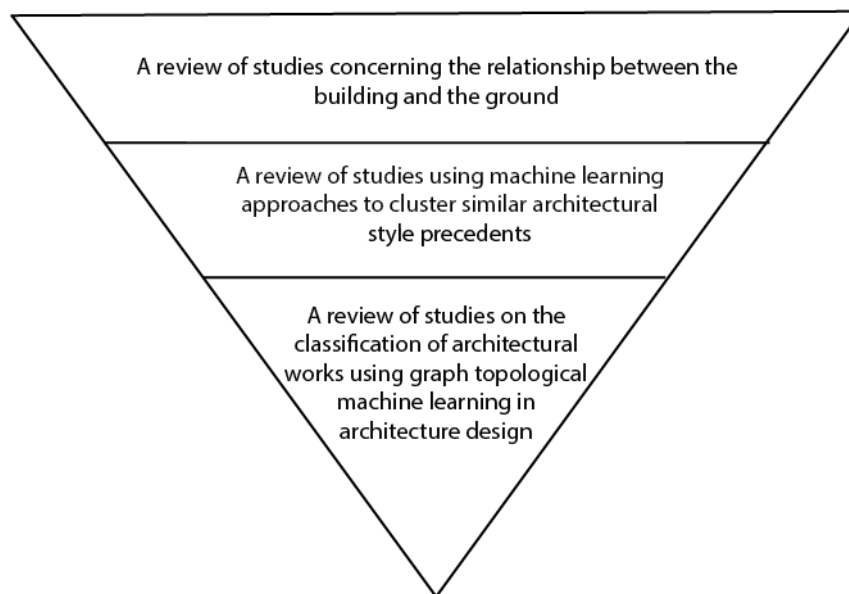 A review of studies concerning the relationship between the
building and the ground
A review of studies using machine learning
approaches to cluster similar architectural
style precedents
A review of studies on the
classification of architectural
works using graph topological
machine learning in
architecture design